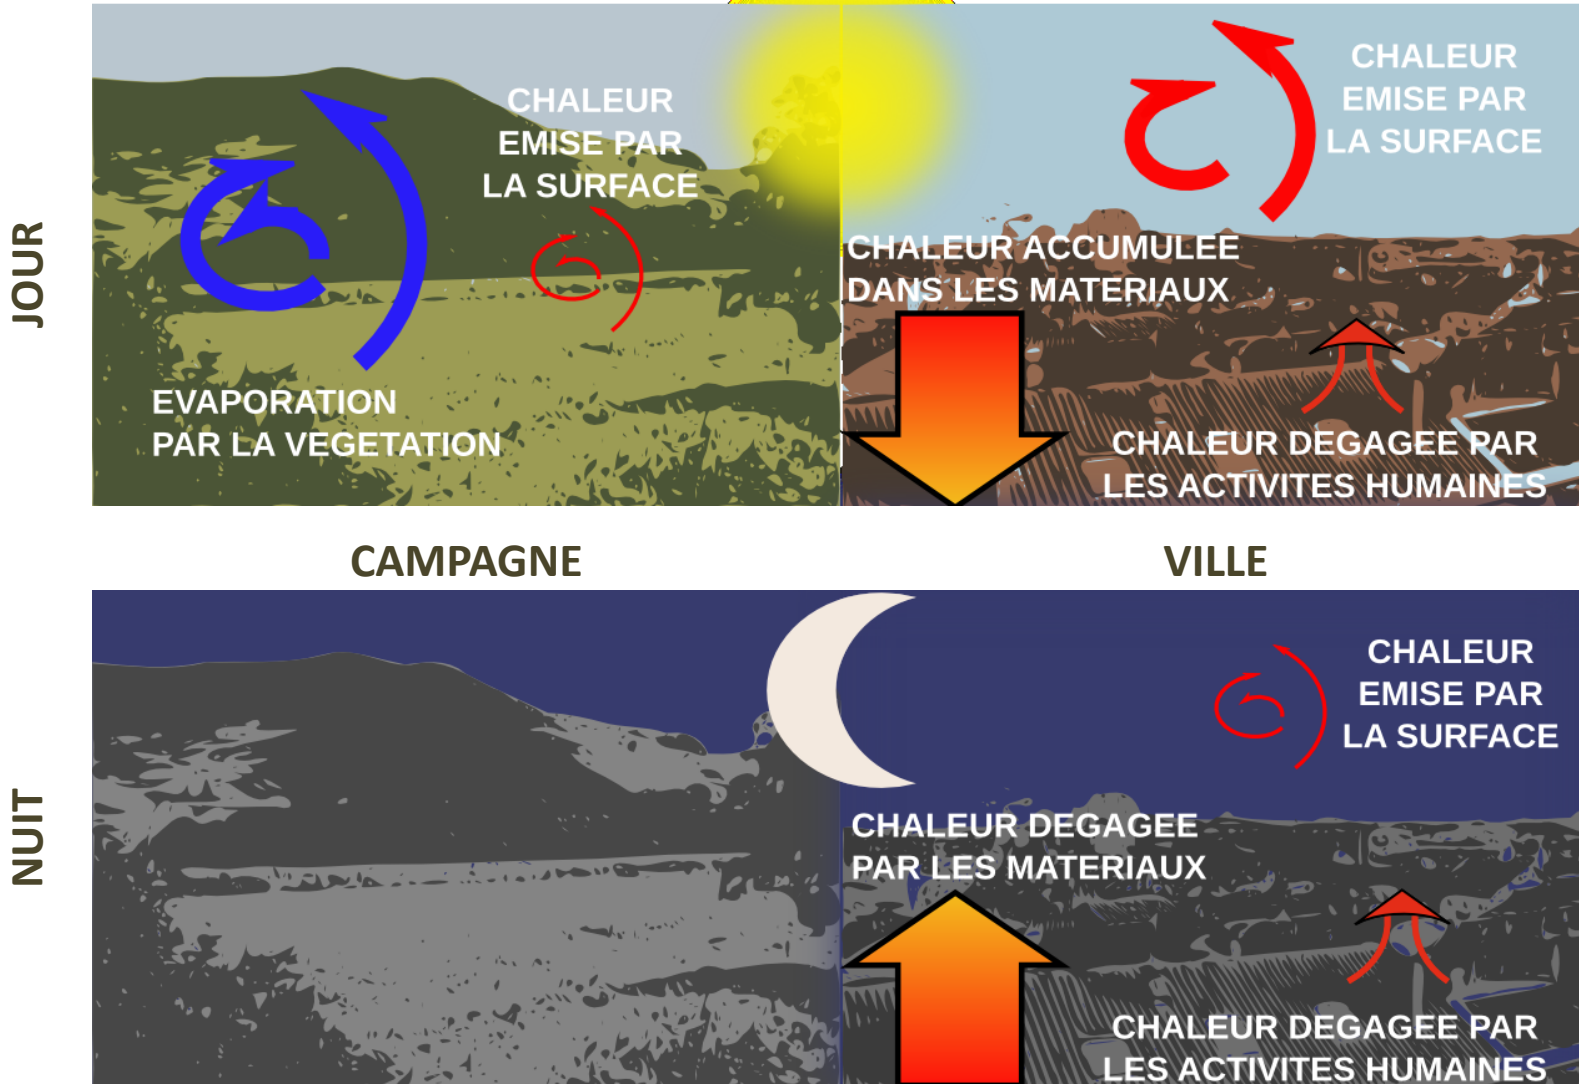 JOUR
CHALEUR
EMISE PAR
LA SURFACE
EVAPORATION
PAR LA VEGETATION
CHALEUR
EMISE PAR
LA SURFACE
CHALEUR ACCUMULEE
DANS LES MATERIAUX
CHALEUR DEGAGEE PAR
LES ACTIVITES HUMAINES
CAMPAGNE
VILLE
NUIT
CHALEUR
EMISE PAR
LA SURFACE
CHALEUR DEGAGEE
PAR LES MATERIAUX
CHALEUR DEGAGEE PAR
LES ACTIVITES HUMAINES